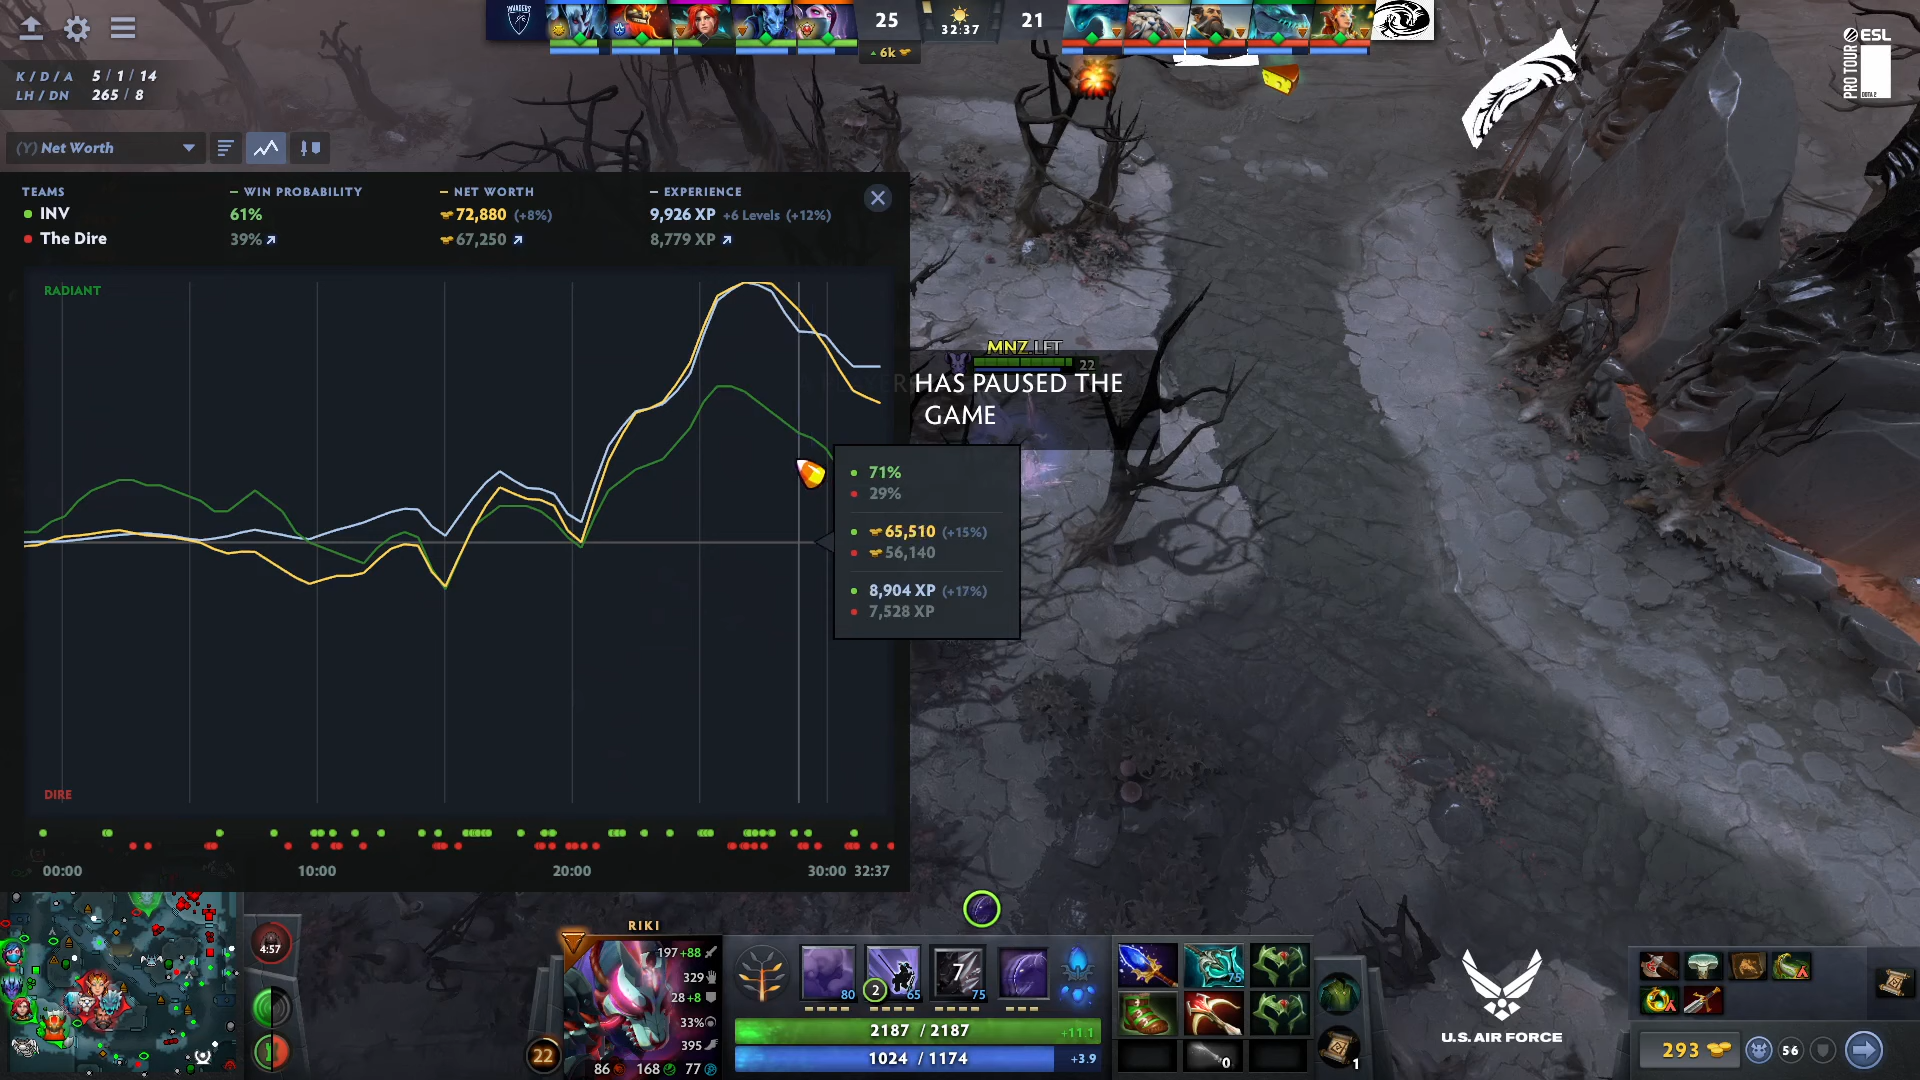 INVADERS
25
32:37
21
6k
ESL
PRO TOUR
DOTA 2
K / D / A 5 / 1 / 14
LH / DN 265 / 8
(Y) Net Worth
TEAMS
WIN PROBABILITY
NET WORTH
EXPERIENCE
INV
61%
72,880 (+8%)
9,926 XP +6 Levels (+12%)
The Dire
39%
67,250
8,779 XP
RADIANT
MNZ.LFT
22
HAS PAUSED THE
GAME
71%
29%
65,510 (+15%)
56,140
8,904 XP (+17%)
7,528 XP
DIRE
00:00
10:00
20:00
30:00
32:37
4:57
RIKI
197 +88
329
28 +8
33%
395
22
86
168
77
80
2
65
7
75
75
2187 / 2187
+11.1
1024 / 1174
+3.9
0
1
U.S. AIR FORCE
293
56